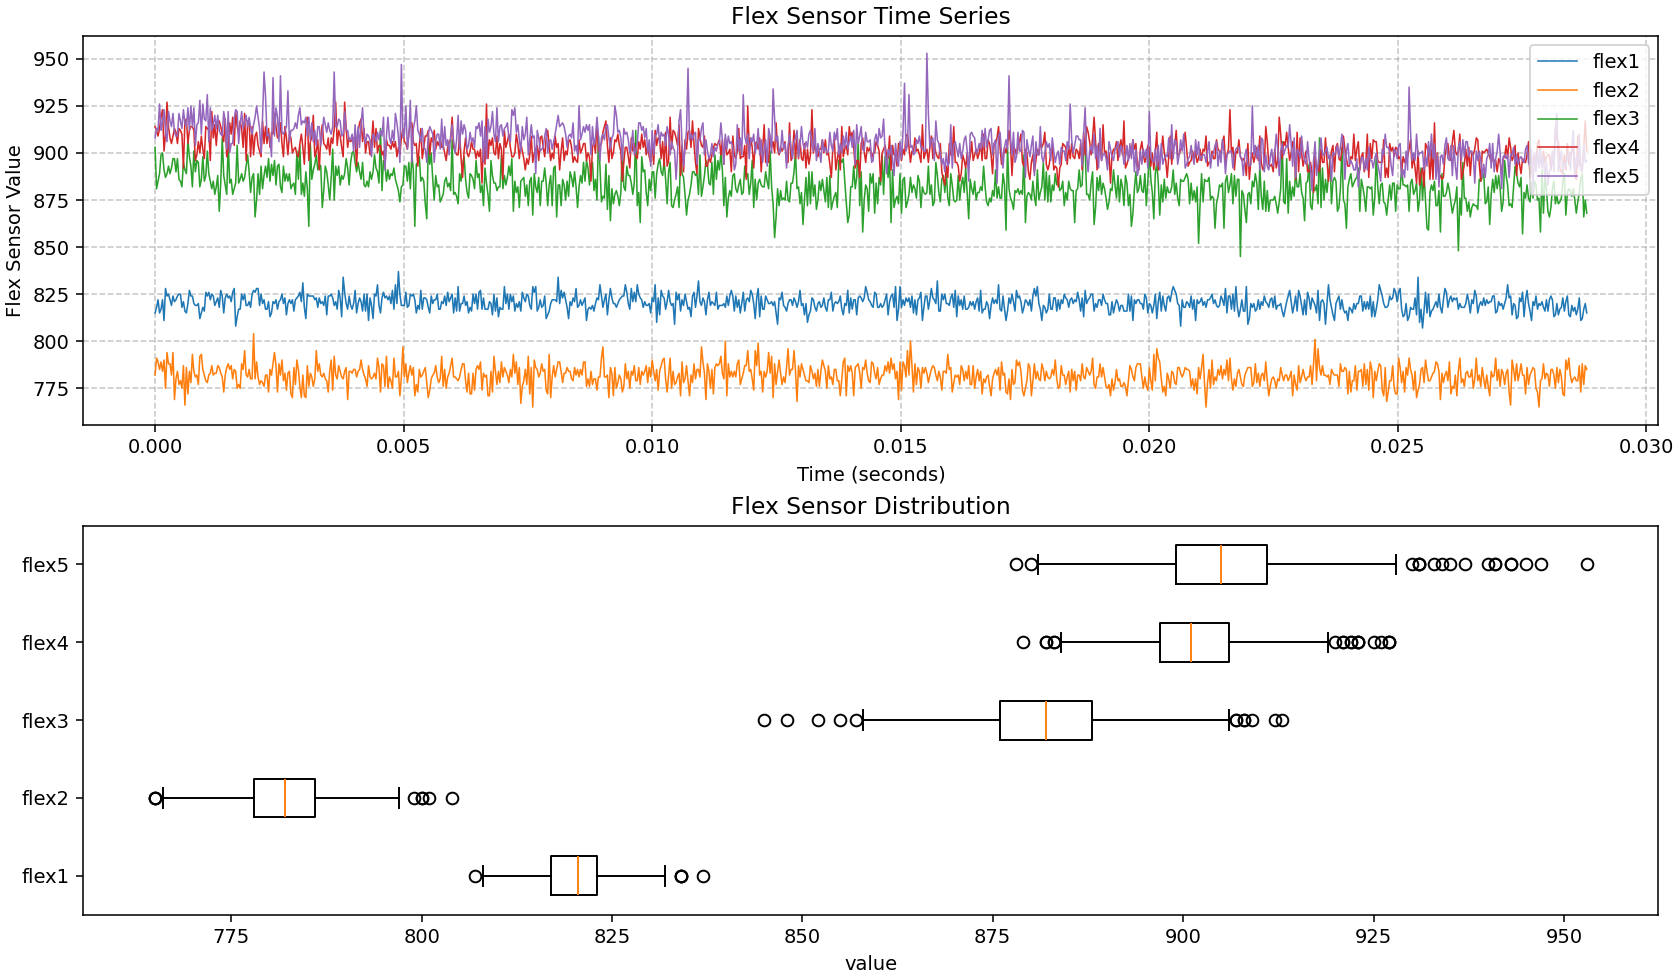 Flex Sensor Time Series
Flex Sensor Value
950
925
900
875
850
825
800
775
flex1
flex2
flex3
flex4
flex5
0.000 0.005 0.010 0.015 0.020 0.025 0.030
Time (seconds)
Flex Sensor Distribution
flex5
flex4
flex3
flex2
flex1
775 800 825 850 875 900 925 950
value